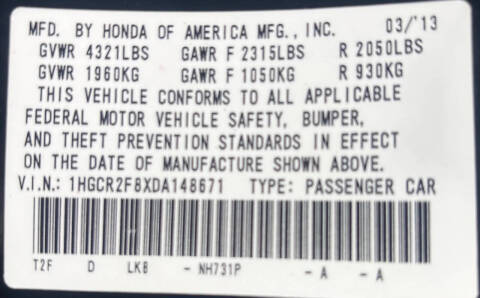 MFD. BY HONDA OF AMERICA MFG., INC. 03/'13
GVWR 4321LBS GAWR F 2315LBS R 2050LBS
GVWR 1960KG GAWR F 1050KG R 930KG
THIS VEHICLE CONFORMS TO ALL APPLICABLE
FEDERAL MOTOR VEHICLE SAFETY, BUMPER,
AND THEFT PREVENTION STANDARDS IN EFFECT
ON THE DATE OF MANUFACTURE SHOWN ABOVE.
V.I.N.: 1HGCR2F8XDA148671 TYPE: PASSENGER CAR
T2F D LKB - NH731P - A - A